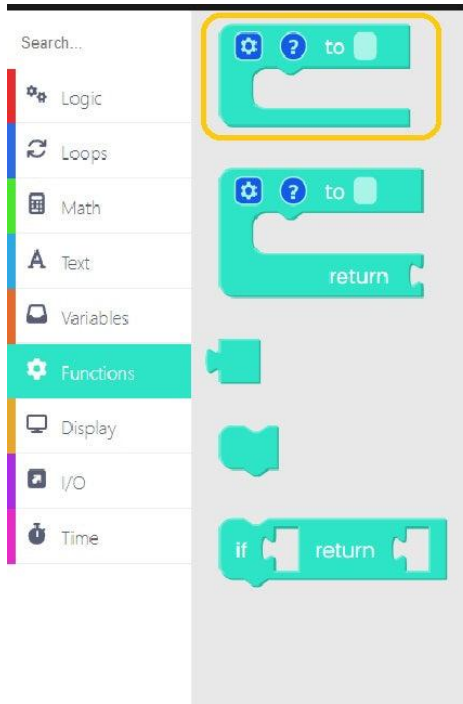 Search...
Logic
Loops
Math
A Text
Variables
Functions
Display
I/O
Time
? to
? to
return
if return